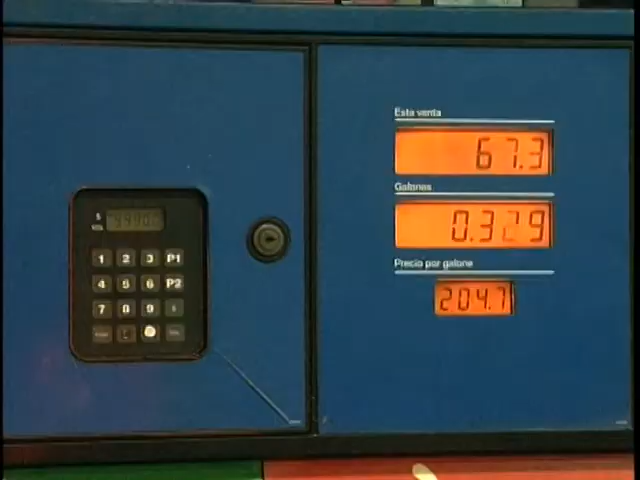 Esta venta
67.3
Galones
0.329
Precio por galone
204.7
$ 9990.
1 2 3 P1
4 5 6 P2
7 8 9